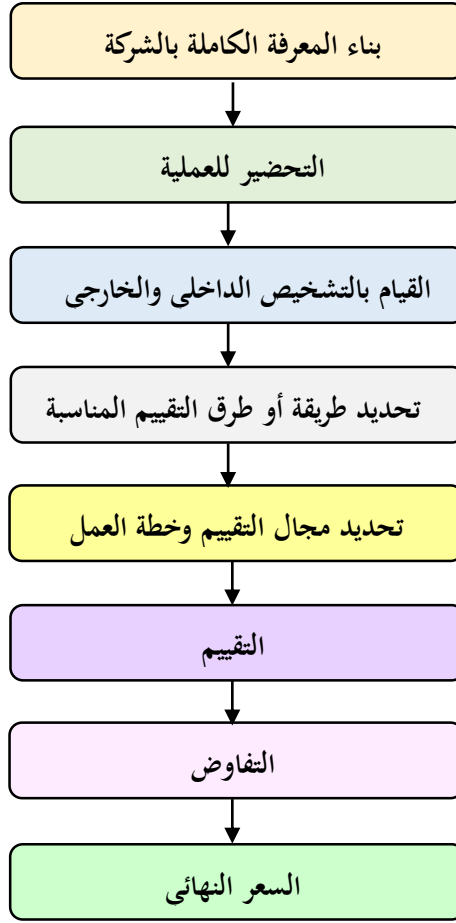 بناء المعرفة الكاملة بالشركة
التحضير للعملية
القيام بالتشخيص الداخلى والخارجى
تحديد طريقة أو طرق التقييم المناسبة
تحديد مجال التقييم وخطة العمل
التقييم
التفاوض
السعر النهائى